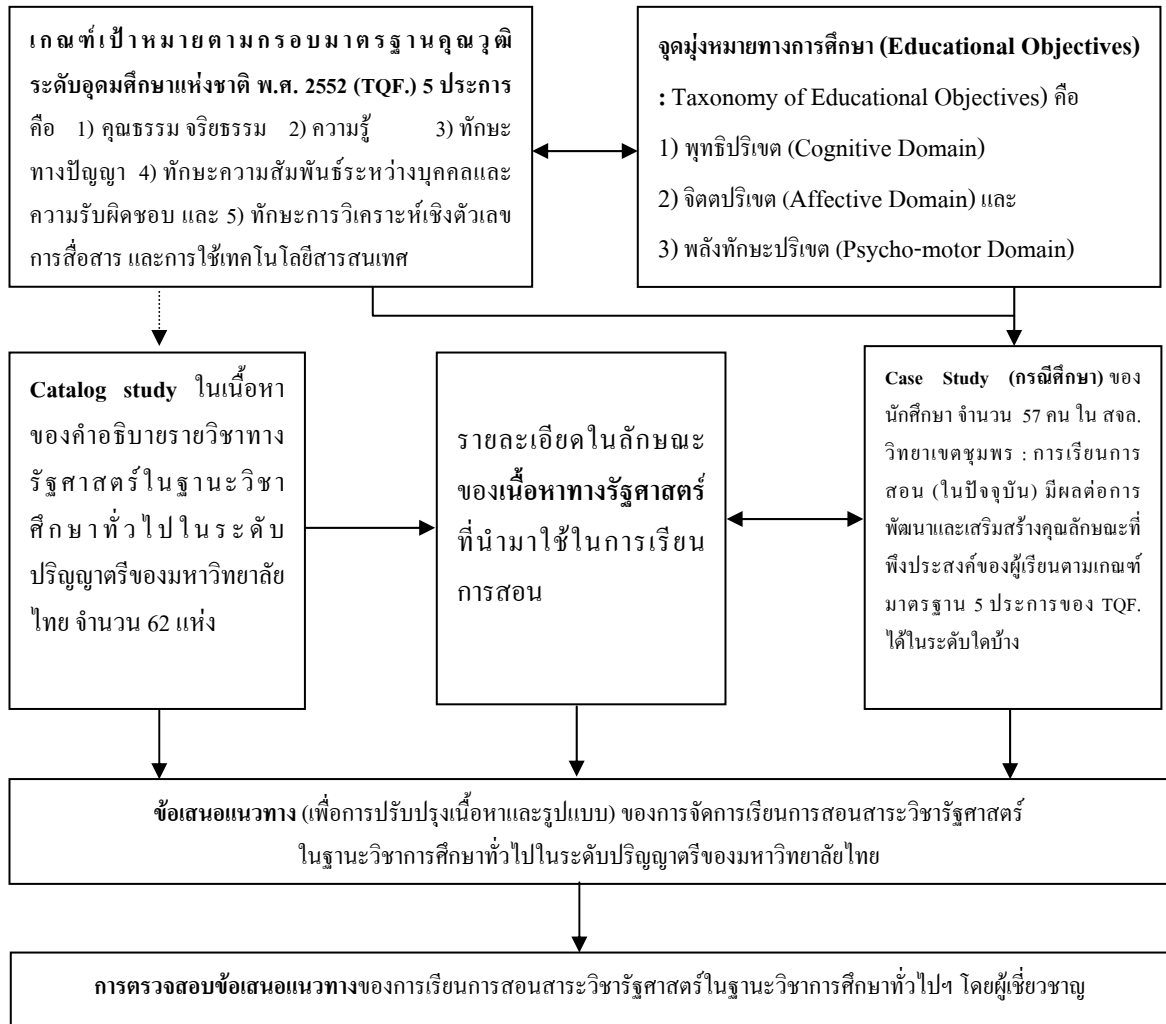 เกณฑ์เป้าหมายตามกรอบมาตรฐานคุณวุฒิ
ระดับอุดมศึกษาแห่งชาติ พ.ศ. 2552 (TQF.) 5 ประการ
คือ 1) คุณธรรม จริยธรรม 2) ความรู้ 3) ทักษะ
ทางปัญญา 4) ทักษะความสัมพันธ์ระหว่างบุคคลและ
ความรับผิดชอบ และ 5) ทักษะการวิเคราะห์เชิงตัวเลข
การสื่อสาร และการใช้เทคโนโลยีสารสนเทศ
จุดมุ่งหมายทางการศึกษา (Educational Objectives)
: Taxonomy of Educational Objectives) คือ
1) พุทธิปริเขต (Cognitive Domain)
2) จิตตปริเขต (Affective Domain) และ
3) พลังทักษะปริเขต (Psycho-motor Domain)
Catalog study ในเนื้อหา
ของคำอธิบายรายวิชาทาง
รัฐศาสตร์ในฐานะวิชา
ศึกษาทั่วไปในระดับ
ปริญญาตรีของมหาวิทยาลัย
ไทย จำนวน 62 แห่ง
รายละเอียดในลักษณะ
ของเนื้อหาทางรัฐศาสตร์
ที่นำมาใช้ในการเรียน
การสอน
Case Study (กรณีศึกษา) ของ
นักศึกษา จำนวน 57 คน ใน สจล.
วิทยาเขตชุมพร : การเรียนการ
สอน (ในปัจจุบัน) มีผลต่อการ
พัฒนาและเสริมสร้างคุณลักษณะที่
พึงประสงค์ของผู้เรียนตามเกณฑ์
มาตรฐาน 5 ประการของ TQF.
ได้ในระดับใดบ้าง
ข้อเสนอแนวทาง (เพื่อการปรับปรุงเนื้อหาและรูปแบบ) ของการจัดการเรียนการสอนสาระวิชารัฐศาสตร์
ในฐานะวิชาการศึกษาทั่วไปในระดับปริญญาตรีของมหาวิทยาลัยไทย
การตรวจสอบข้อเสนอแนวทางของการเรียนการสอนสาระวิชารัฐศาสตร์ในฐานะวิชาการศึกษาทั่วไปฯ โดยผู้เชี่ยวชาญ